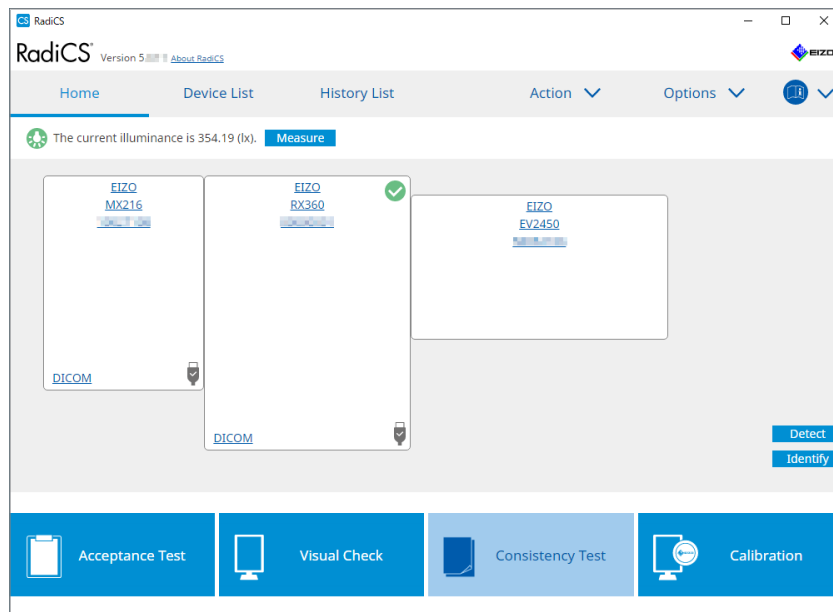 CS RadiCS
RadiCS® Version 5. About RadiCS EIZO
Home Device List History List Action Options
The current illuminance is 354.19 (lx). Measure
EIZO
MX216
DICOM
EIZO
RX360
DICOM
EIZO
EV2450
Detect
Identify
Acceptance Test Visual Check Consistency Test Calibration